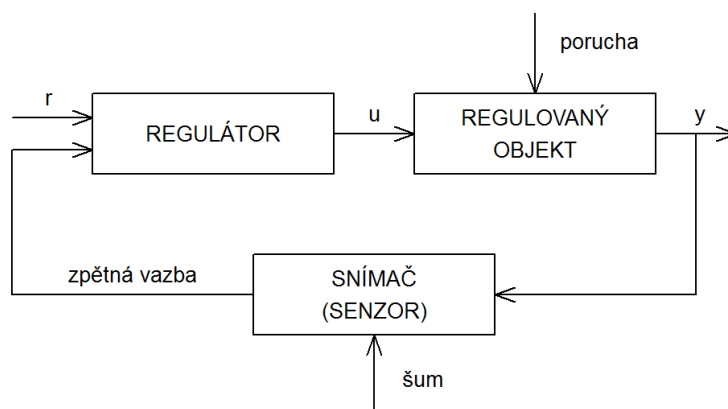 porucha
r
REGULÁTOR
u
REGULOVANÝ
OBJEKT
y
zpětná vazba
SNÍMAČ
(SENZOR)
šum